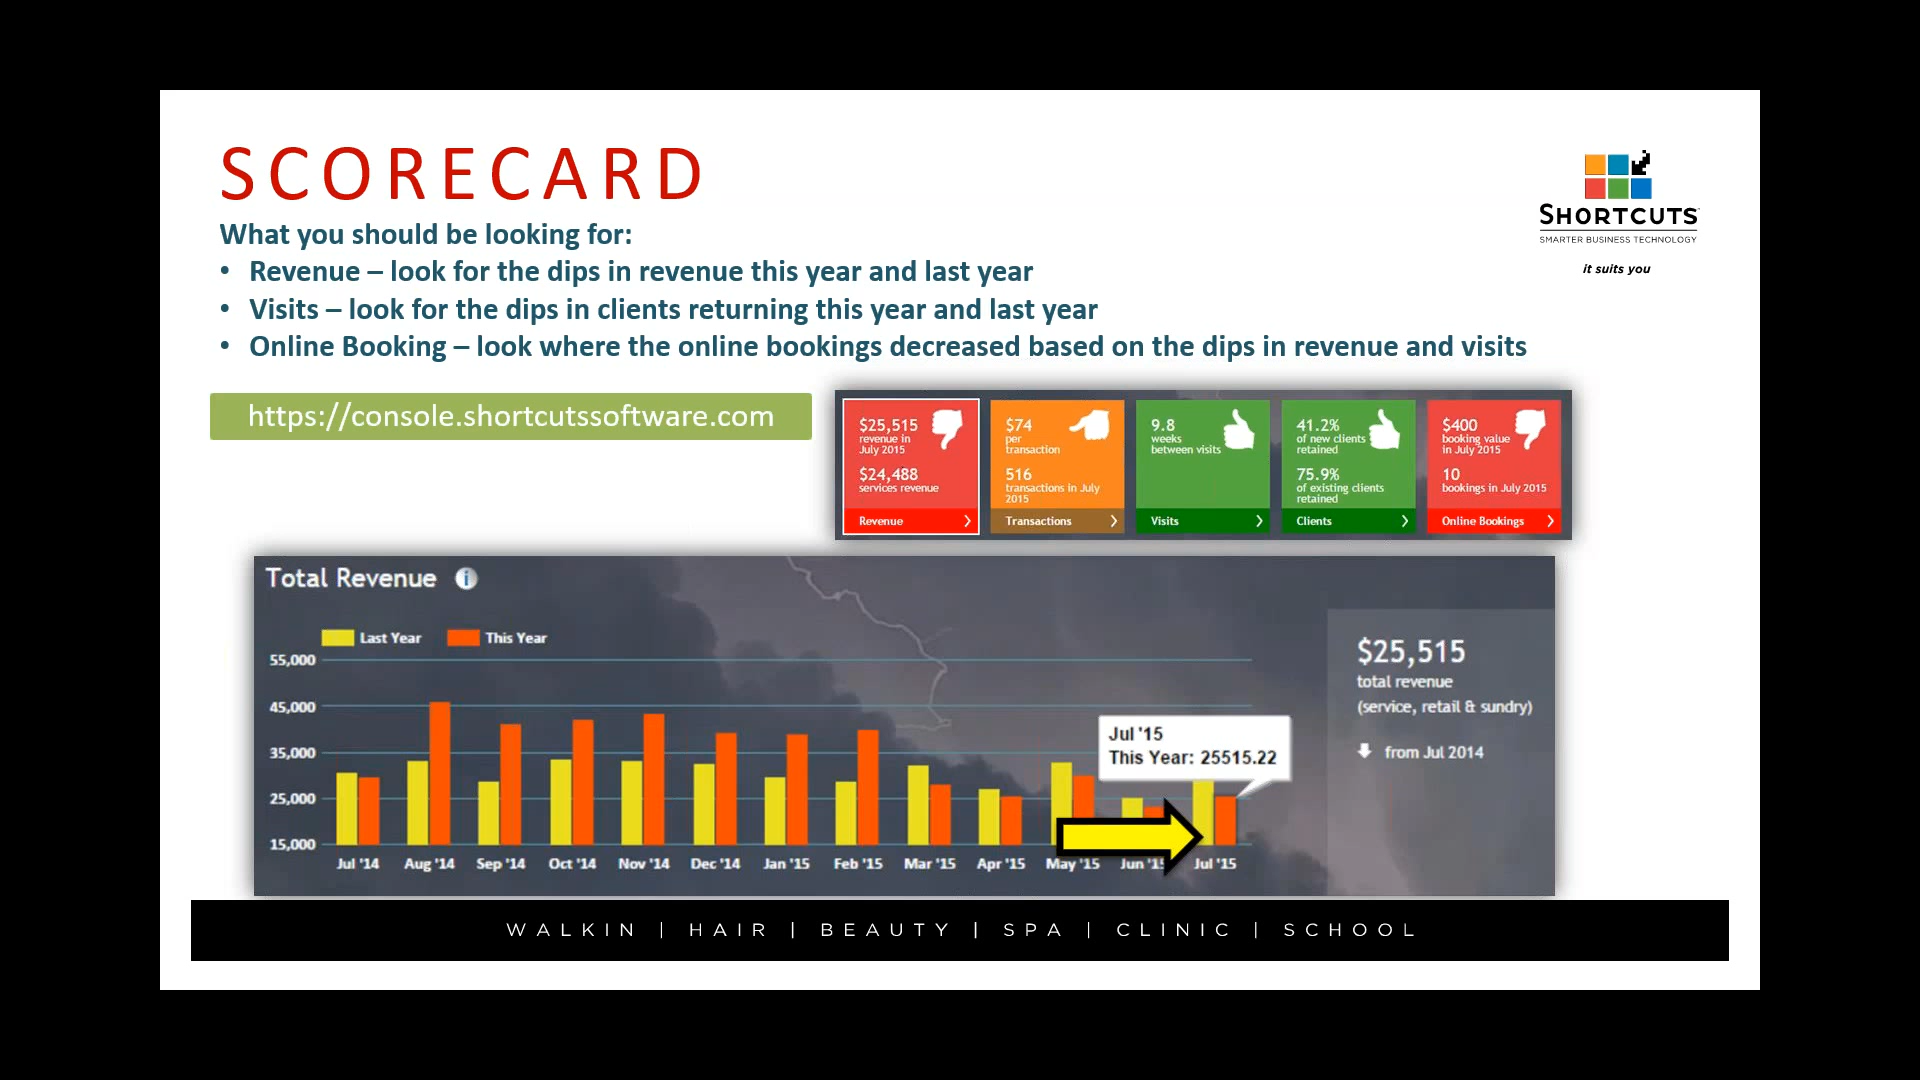 SCORECARD
SHORTCUTS
SMARTER BUSINESS TECHNOLOGY
it suits you
What you should be looking for:
• Revenue – look for the dips in revenue this year and last year
• Visits – look for the dips in clients returning this year and last year
• Online Booking – look where the online bookings decreased based on the dips in revenue and visits
https://console.shortcutssoftware.com
$25,515
revenue in
July 2015
$24,488
services revenue
Revenue
$74
per
transaction
516
transactions in July
2015
Transactions
9.8
weeks
between visits
Visits
41.2%
of new clients
retained
75.9%
of existing clients
retained
Clients
$400
booking value
in July 2015
10
bookings in July 2015
Online Bookings
Total Revenue i
Last Year This Year
55,000
45,000
35,000
25,000
15,000
Jul '14 Aug '14 Sep '14 Oct '14 Nov '14 Dec '14 Jan '15 Feb '15 Mar '15 Apr '15 May '15 Jun '15 Jul '15
Jul '15
This Year: 25515.22
$25,515
total revenue
(service, retail & sundry)
from Jul 2014
WALKIN | HAIR | BEAUTY | SPA | CLINIC | SCHOOL